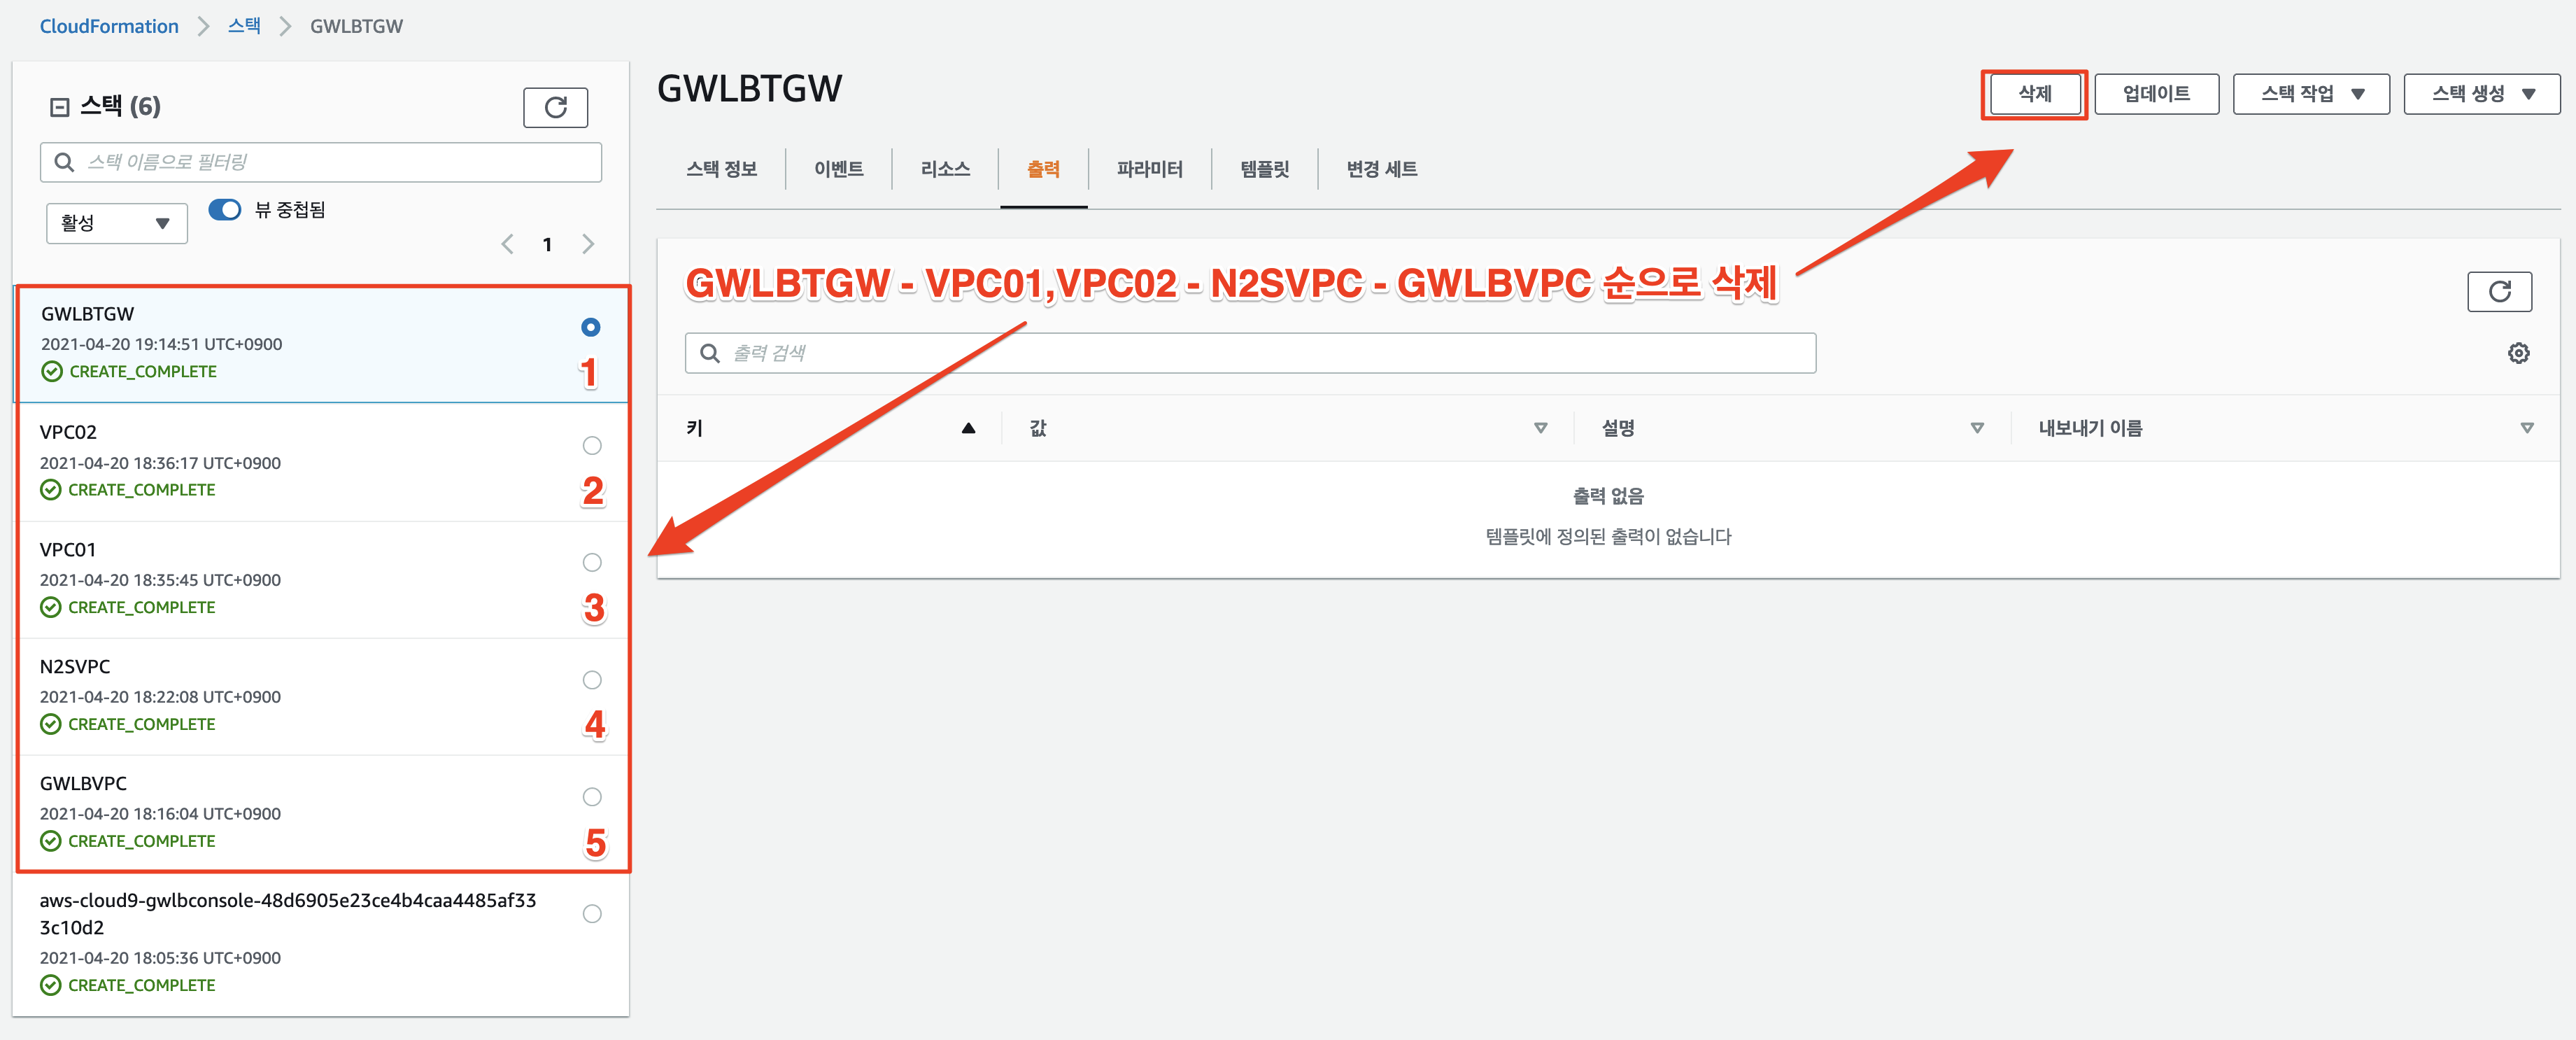 CloudFormation
스택
GWLBTGW
스택 (6)
스택 이름으로 필터링
활성
뷰 중첩됨
1
GWLBTGW
2021-04-20 19:14:51 UTC+0900
CREATE_COMPLETE
1
VPC02
2021-04-20 18:36:17 UTC+0900
CREATE_COMPLETE
2
VPC01
2021-04-20 18:35:45 UTC+0900
CREATE_COMPLETE
3
N2SVPC
2021-04-20 18:22:08 UTC+0900
CREATE_COMPLETE
4
GWLBVPC
2021-04-20 18:16:04 UTC+0900
CREATE_COMPLETE
5
aws-cloud9-gwlbconsole-48d6905e23ce4b4caa4485af33
3c10d2
2021-04-20 18:05:36 UTC+0900
CREATE_COMPLETE
GWLBTGW
삭제
업데이트
스택 작업
스택 생성
스택 정보
이벤트
리소스
출력
파라미터
템플릿
변경 세트
GWLBTGW - VPC01,VPC02 - N2SVPC - GWLBVPC 순으로 삭제
출력 검색
키
값
설명
내보내기 이름
출력 없음
템플릿에 정의된 출력이 없습니다